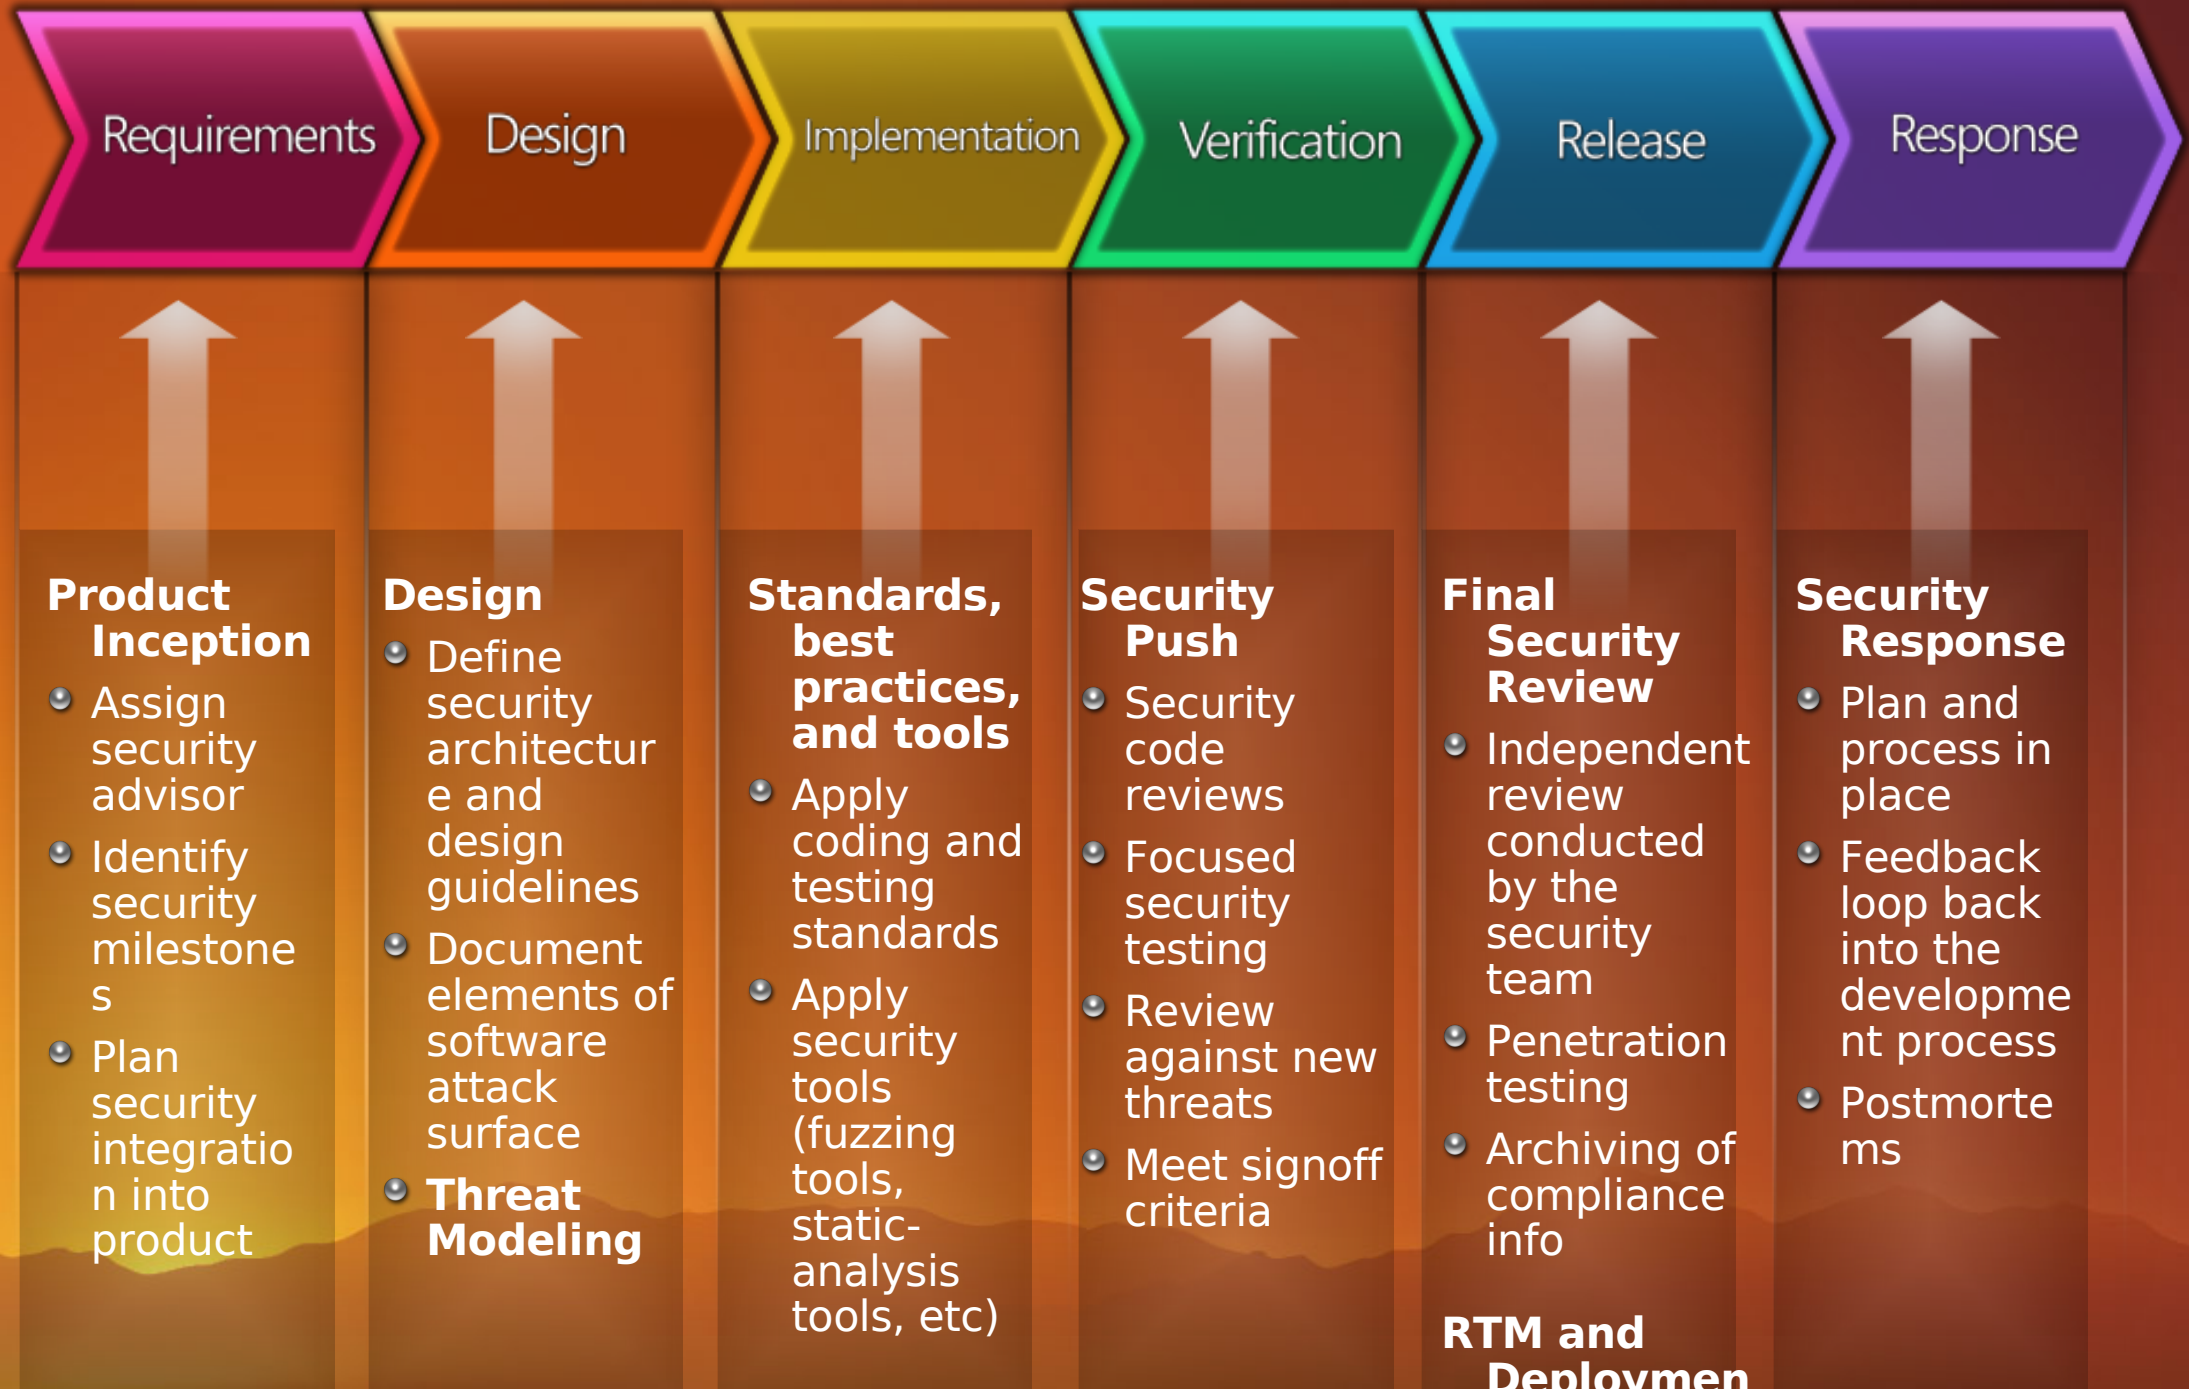 Requirements
Design
Implementation
Verification
Release
Response
Product
Inception
Assign
security
advisor
Identify
security
milestone
s
Plan
security
integratio
n into
product
Design
Define
security
architectur
e and
design
guidelines
Document
elements of
software
attack
surface
Threat
Modeling
Standards,
best
practices,
and tools
Apply
coding and
testing
standards
Apply
security
tools
(fuzzing
tools,
static-
analysis
tools, etc)
Security
Push
Security
code
reviews
Focused
security
testing
Review
against new
threats
Meet signoff
criteria
Final
Security
Review
Independent
review
conducted
by the
security
team
Penetration
testing
Archiving of
compliance
info
RTM and
Deploymen
Security
Response
Plan and
process in
place
Feedback
loop back
into the
developme
nt process
Postmorte
ms